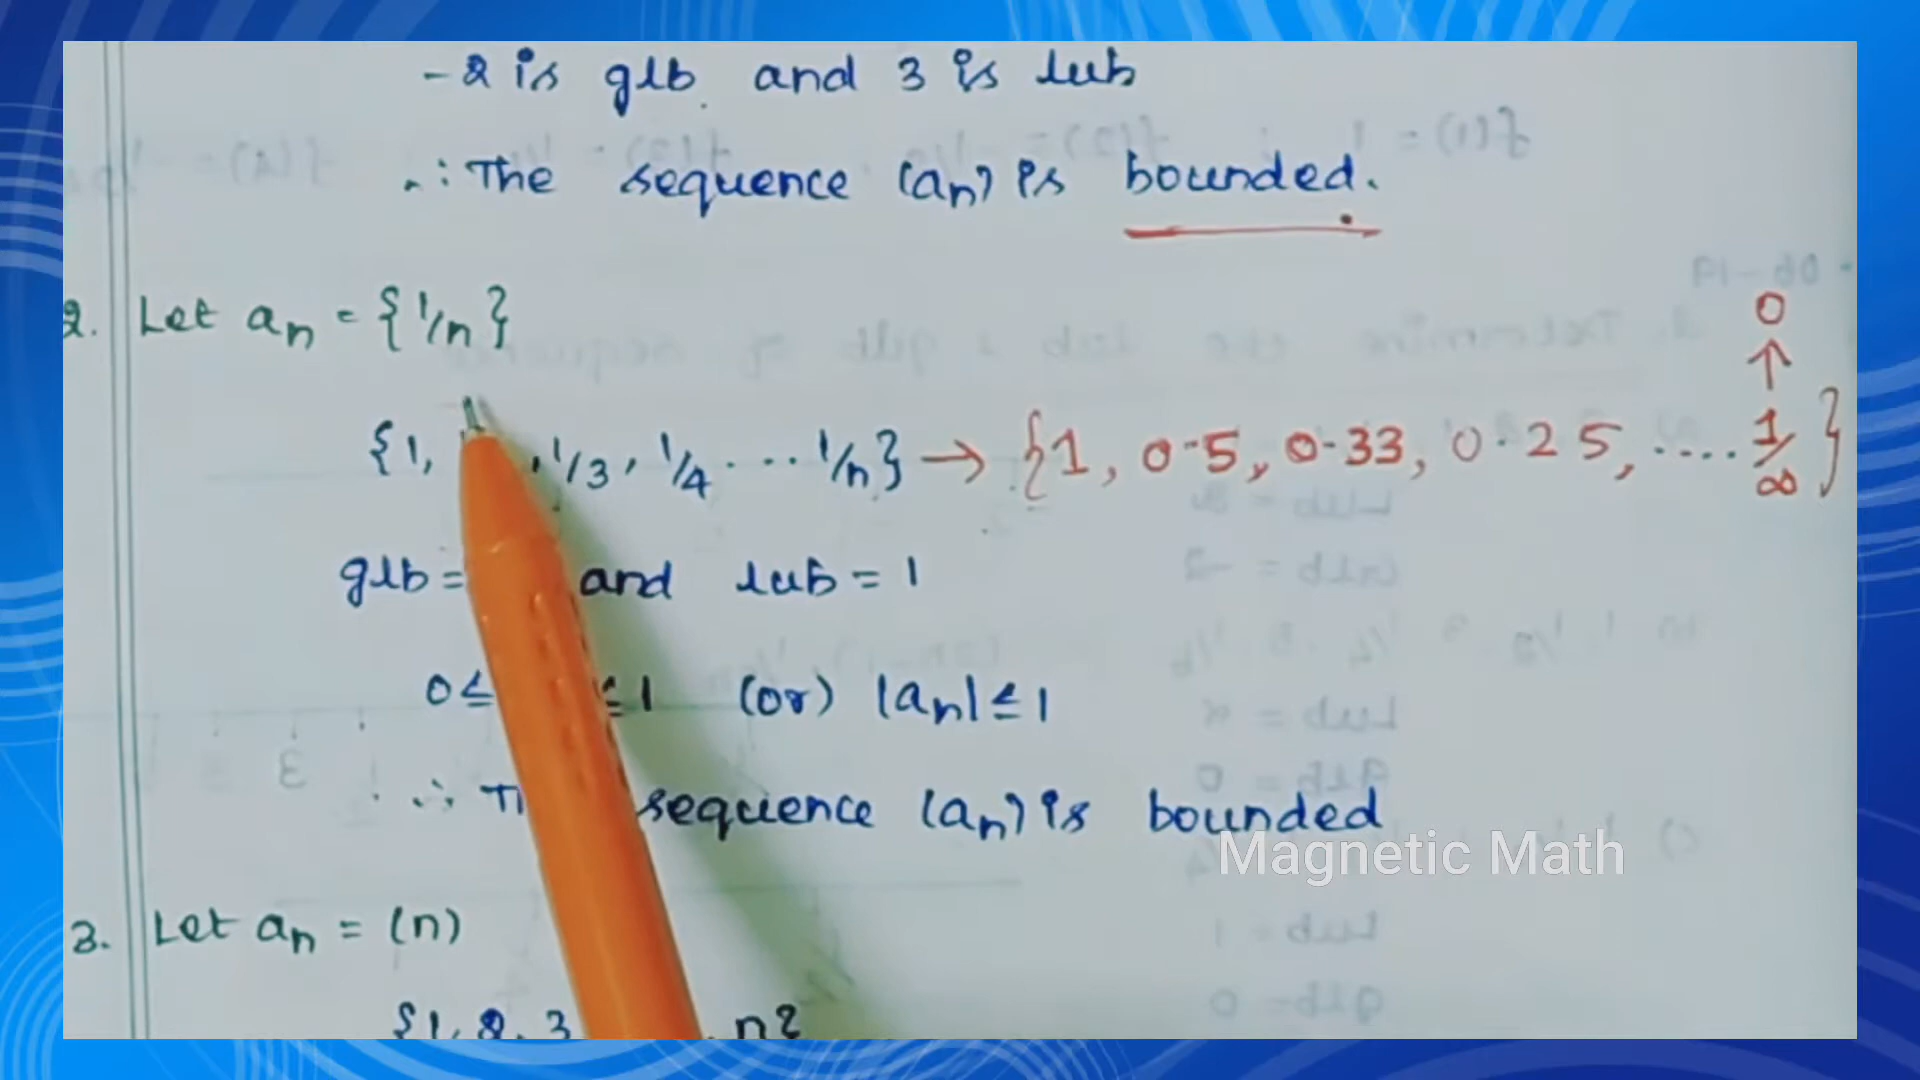 -2 is glb and 3 is lub
∴ The sequence (an) is bounded.
2. Let an = {1/n}
{1, , 1/3, 1/4 ... 1/n} → {1, 0.5, 0.33, 0.25, .... 1/∞}
↑
0
glb= and lub = 1
0≤ ≤1 (or) |an| ≤ 1
∴ sequence (an) is bounded
Magnetic Math
3. Let an = (n)
{1, 2, 3 , n}